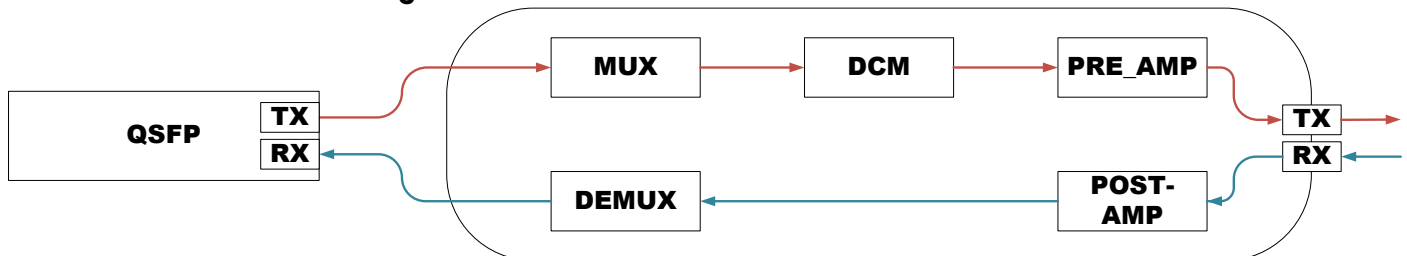 MUX
DCM
PRE_AMP
TX
QSFP
RX
TX
RX
DEMUX
POST-
AMP